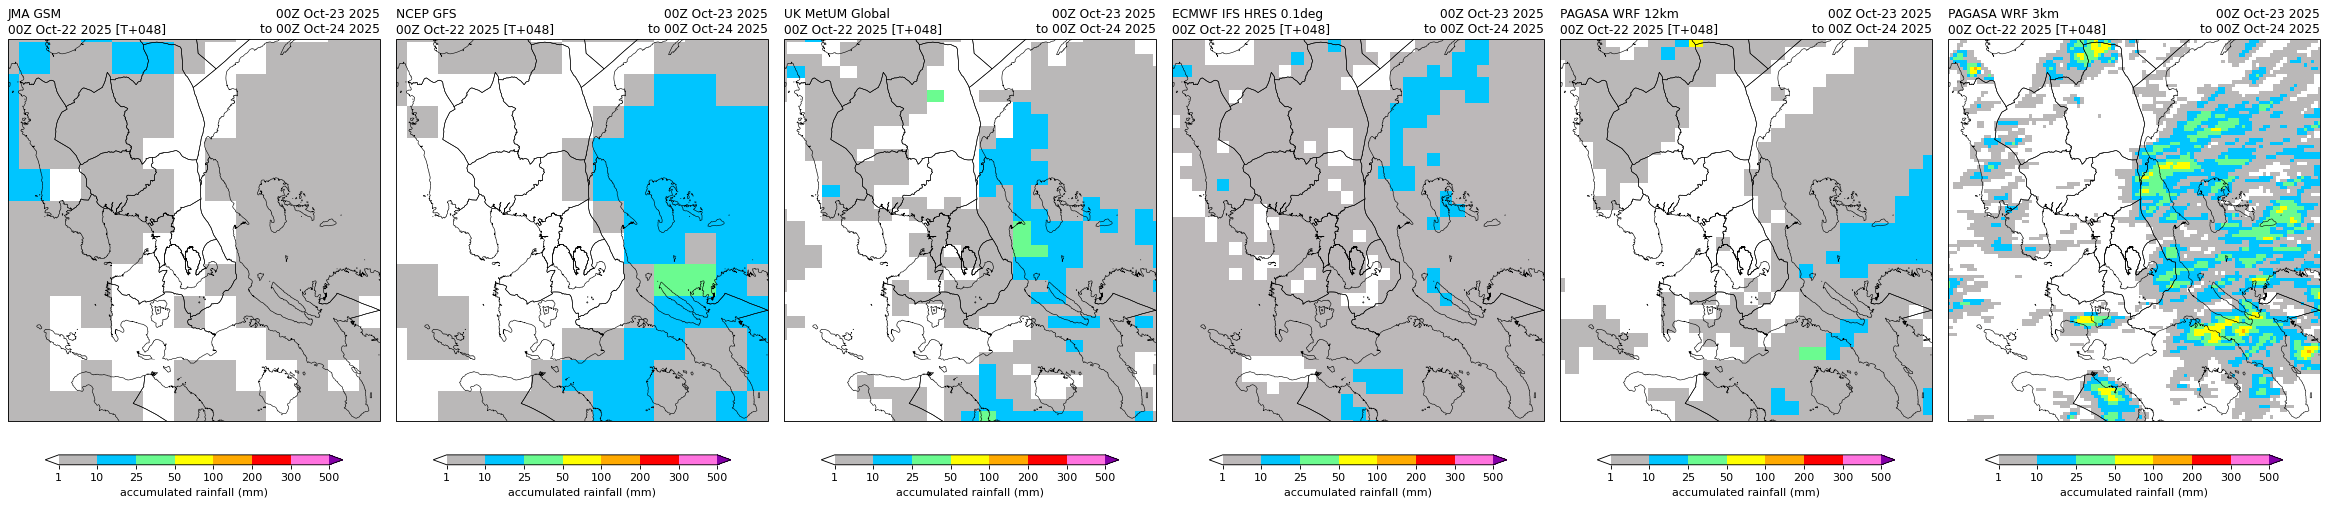 JMA GSM
00Z Oct-22 2025 [T+048]
00Z Oct-23 2025
to 00Z Oct-24 2025
1 10 25 50 100 200 300 500
accumulated rainfall (mm)
NCEP GFS
00Z Oct-22 2025 [T+048]
00Z Oct-23 2025
to 00Z Oct-24 2025
1 10 25 50 100 200 300 500
accumulated rainfall (mm)
UK MetUM Global
00Z Oct-22 2025 [T+048]
00Z Oct-23 2025
to 00Z Oct-24 2025
1 10 25 50 100 200 300 500
accumulated rainfall (mm)
ECMWF IFS HRES 0.1deg
00Z Oct-22 2025 [T+048]
00Z Oct-23 2025
to 00Z Oct-24 2025
1 10 25 50 100 200 300 500
accumulated rainfall (mm)
PAGASA WRF 12km
00Z Oct-22 2025 [T+048]
00Z Oct-23 2025
to 00Z Oct-24 2025
1 10 25 50 100 200 300 500
accumulated rainfall (mm)
PAGASA WRF 3km
00Z Oct-22 2025 [T+048]
00Z Oct-23 2025
to 00Z Oct-24 2025
1 10 25 50 100 200 300 500
accumulated rainfall (mm)